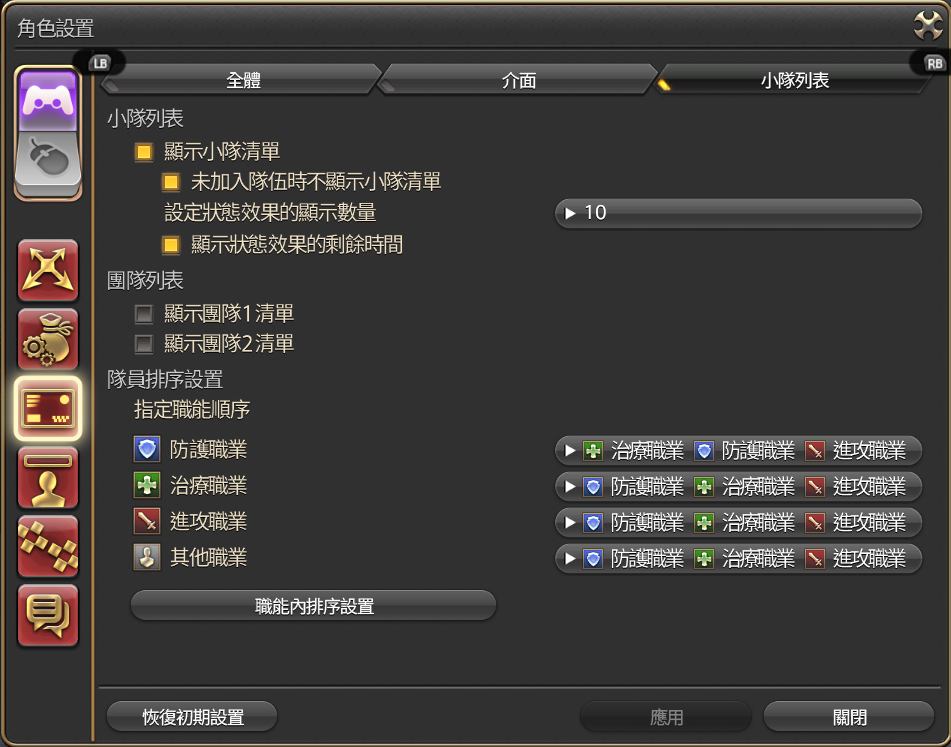 角色設置
LB
RB
全體
介面
小隊列表
小隊列表
顯示小隊清單
未加入隊伍時不顯示小隊清單
設定狀態效果的顯示數量 10
顯示狀態效果的剩餘時間
團隊列表
顯示團隊1清單
顯示團隊2清單
隊員排序設置
指定職能順序
防護職業 治療職業 防護職業 進攻職業
治療職業 防護職業 治療職業 進攻職業
進攻職業 防護職業 治療職業 進攻職業
其他職業 防護職業 治療職業 進攻職業
職能內排序設置
恢復初期設置
應用
關閉